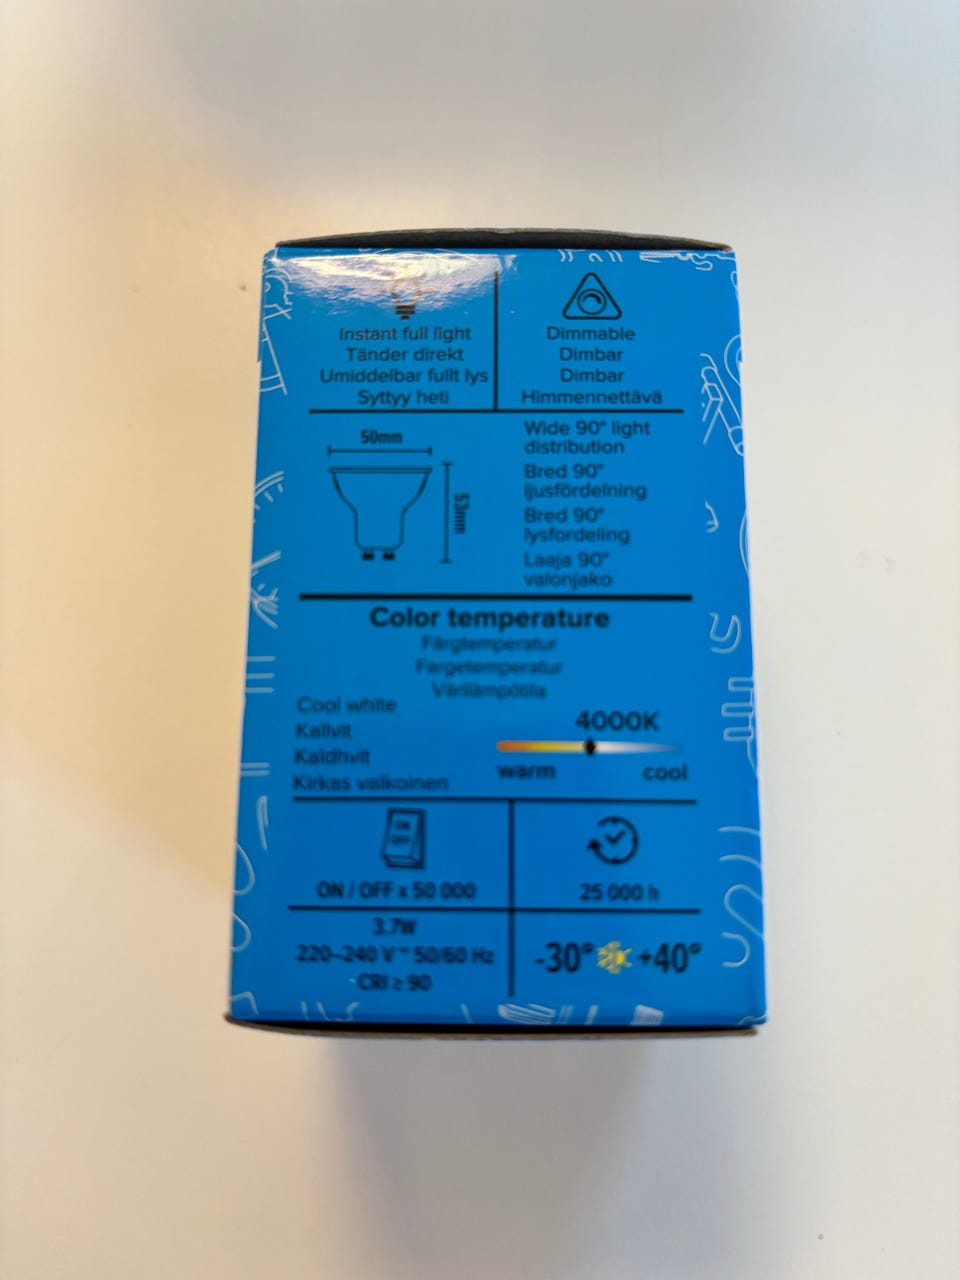 Instant full light
Tänder direkt
Umiddelbar fullt lys
Syttyy heti
Dimmable
Dimbar
Dimbar
Himmennettävä
50mm
53mm
Wide 90° light
distribution
Bred 90°
ljusfördelning
Bred 90°
lysfordeling
Laaja 90°
valonjako
Color temperature
Färgtemperatur
Fargetemperatur
Värilämpötila
Cool white
Kallvit
Kaldhvit
Kirkas valkoinen
4000K
warm
cool
ON
OFF
ON / OFF x 50 000
25 000 h
3.7W
220–240 V ~ 50/60 Hz
CRI ≥ 90
-30° +40°